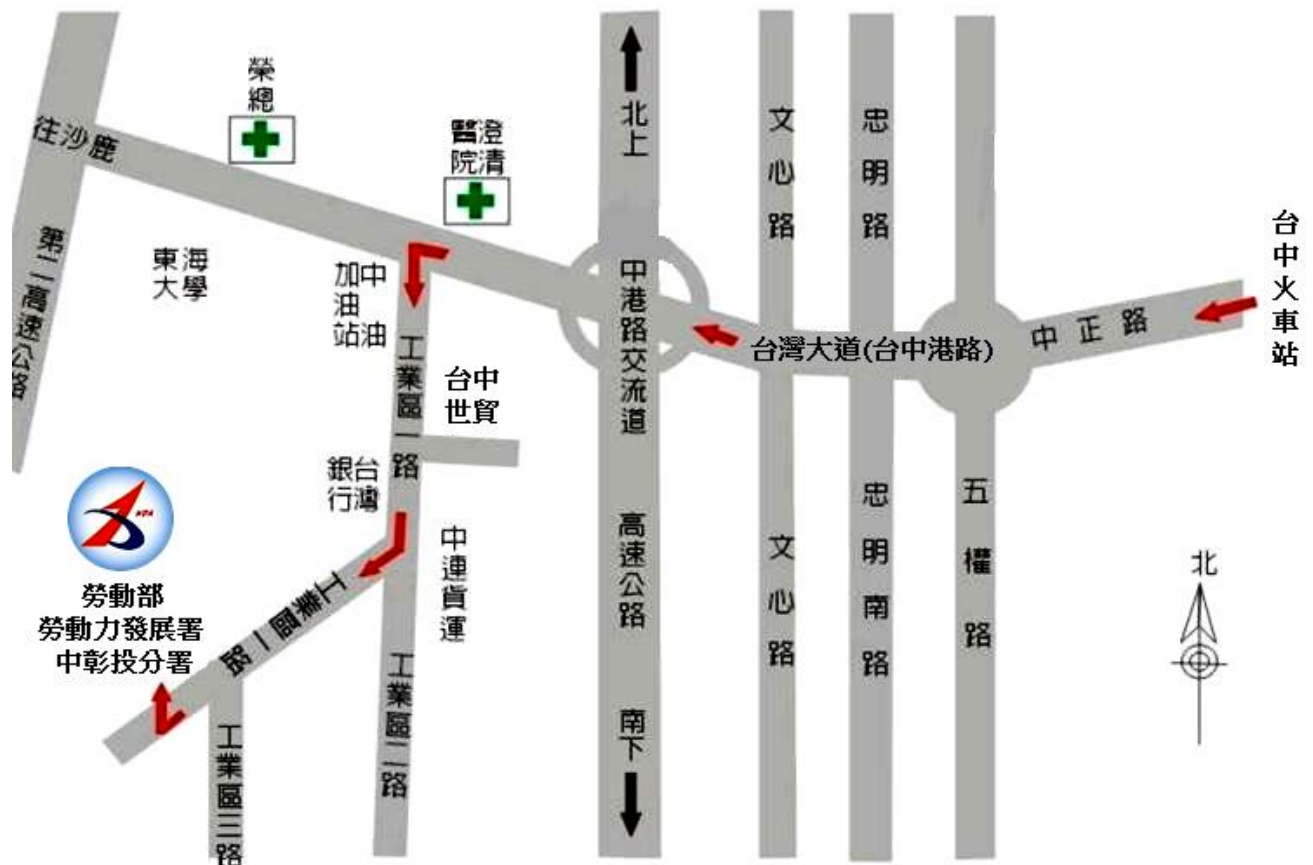 榮總
醫澄
院清
往沙鹿
北上
文心路
忠明路
台中火車站
第二高速公路
東海
大學
加中
油油
站
中港路交流道
台灣大道(台中港路)
中正路
工業區一路
台中
世貿
銀台
行灣
高速公路
文心路
忠明南路
五權路
北
中連貨運
NDA
勞動部
勞動力發展署
中彰投分署
工業區一路
工業區二路
工業區三路
南下